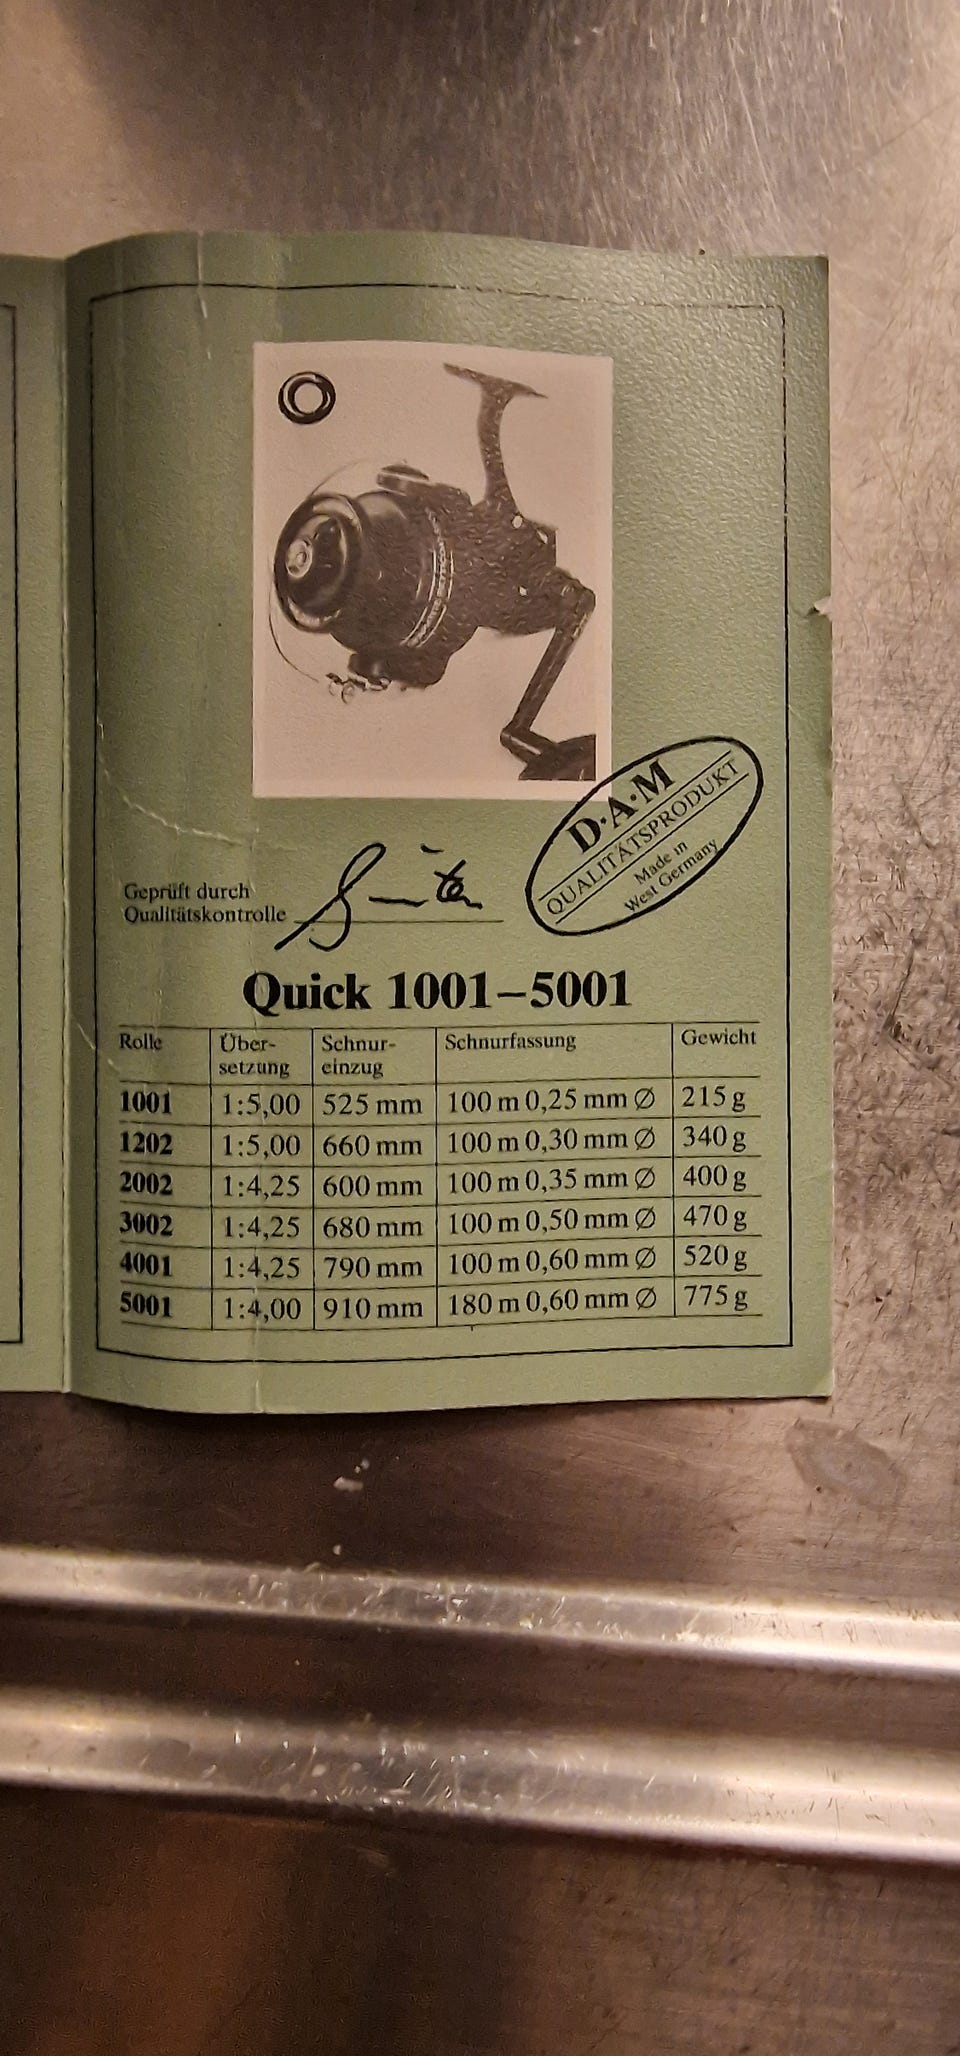 D·A·M
QUALITÄTSPRODUKT
Made in
West Germany
Geprüft durch
Qualitätskontrolle
Quick 1001–5001
Rolle Über- Schnur- Schnurfassung Gewicht
setzung einzug
1001 1:5,00 525 mm 100 m 0,25 mm Ø 215 g
1202 1:5,00 660 mm 100 m 0,30 mm Ø 340 g
2002 1:4,25 600 mm 100 m 0,35 mm Ø 400 g
3002 1:4,25 680 mm 100 m 0,50 mm Ø 470 g
4001 1:4,25 790 mm 100 m 0,60 mm Ø 520 g
5001 1:4,00 910 mm 180 m 0,60 mm Ø 775 g